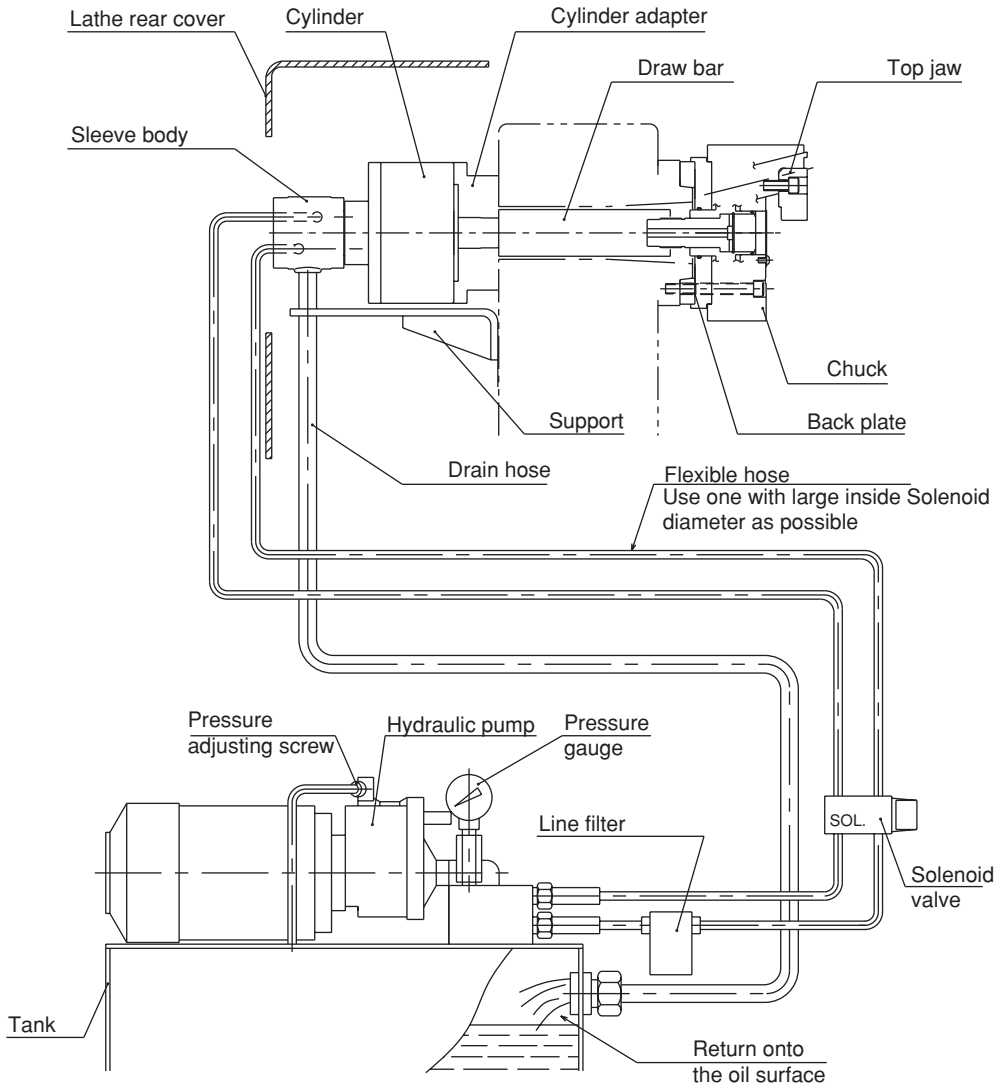 Lathe rear cover
Cylinder
Cylinder adapter
Draw bar
Top jaw
Sleeve body
Chuck
Support
Back plate
Drain hose
Flexible hose
Use one with large inside Solenoid
diameter as possible
Pressure
adjusting screw
Hydraulic pump
Pressure
gauge
Line filter
SOL.
Solenoid
valve
Tank
Return onto
the oil surface